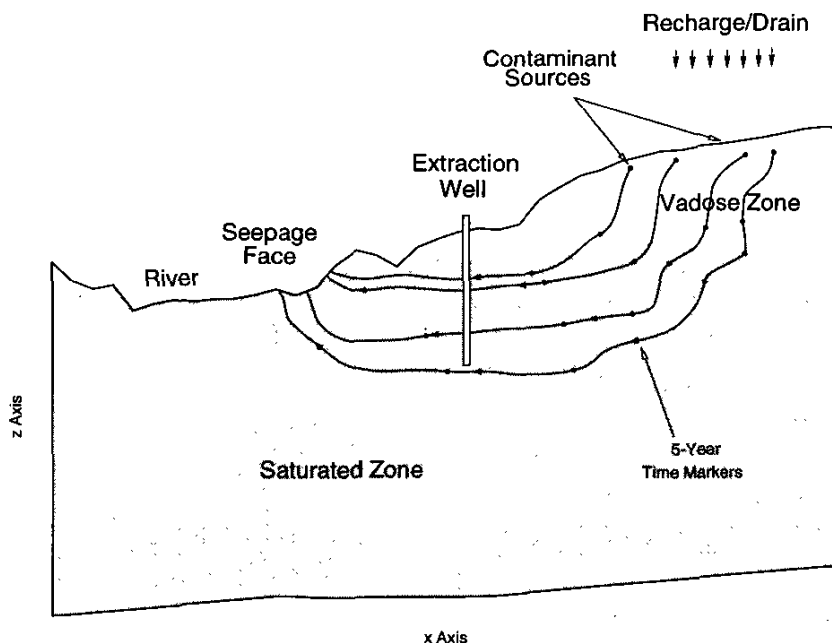 Recharge/Drain
Contaminant
Sources
Extraction
Well
Vadose Zone
Seepage
Face
River
z Axis
5-Year
Time Markers
Saturated Zone
x Axis